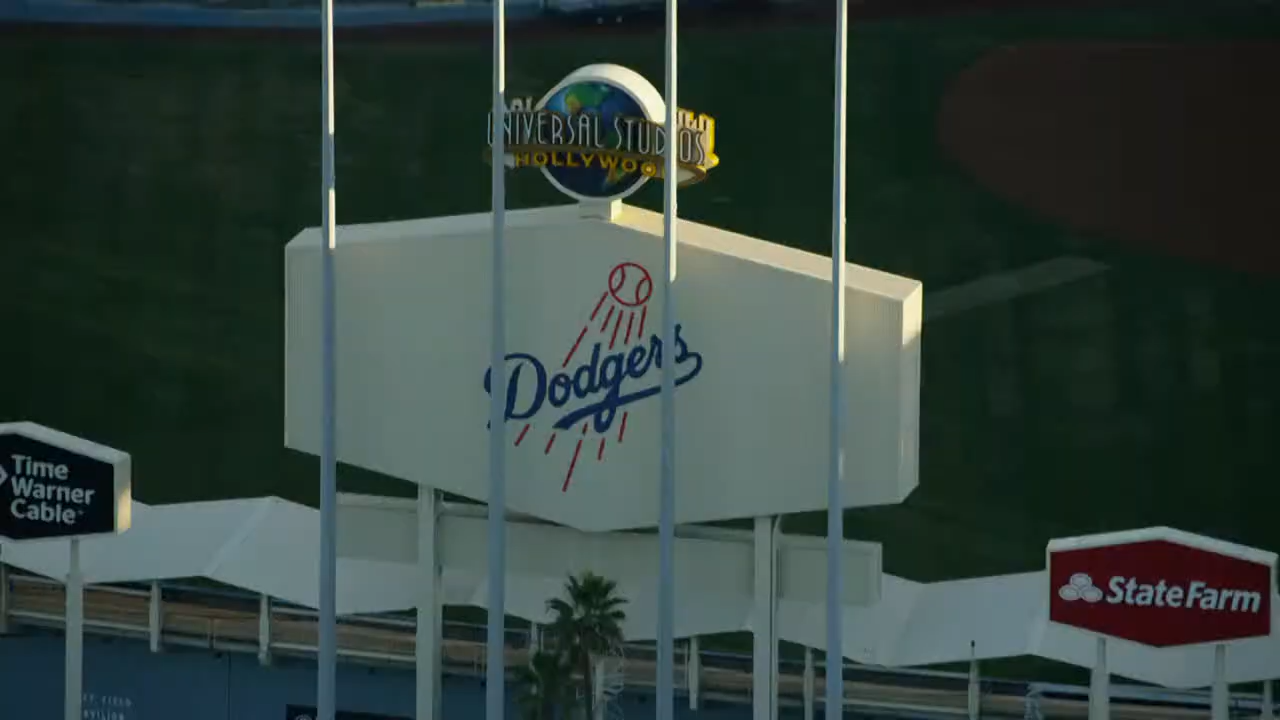 UNIVERSAL STUDIOS
HOLLYWOOD
Dodgers
Time
Warner
Cable
StateFarm